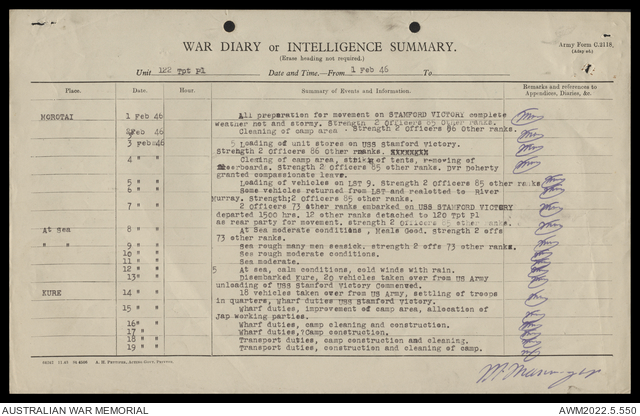 WAR DIARY or INTELLIGENCE SUMMARY.
(Erase heading not required.)
Army Form C.2118,
Unit 122 Tpt Pl Date and Time.—From 1 Feb 46 To
Place. Date Hour. Summary of Events and Information. Remarks and references to Appendices, Diaries, &c.
MOROTAI 1 Feb 46 All preparation for movement on STANFORD VICTORY complete
weather hot and stormy. Strength 2 Officers 85 Other ranks.
2 Feb 46 Cleaning of camp area - Strength 2 Officers 86 Other ranks.
3 Feb 46 Loading of unit stores on USS Stanford Victory.
Strength 2 Officers 86 Other ranks.
4 " " Cleaning of camp area, striking of tents, removing of
floorboards. Strength 2 Officers 85 other ranks. Dvr Doherty
granted compassionate leave.
5 " " Loading of vehicles on LST 9. Strength 2 Officers 85 other ranks
6 " " Some vehicles returned from LST and realotted to River
Murray. Strength; 2 Officers 85 other ranks.
7 " " 2 Officers 73 other ranks embarked on USS STANFORD VICTORY
departed 1500 hrs. 12 other ranks detached to 120 Tpt Pl
as rear party for movement. strength 2 officers 85 other ranks
At Sea 8 " " At Sea moderate conditions , Meals Good. strength 2 offs
73 other ranks.
" " 9 " " Sea rough many men seasick. strength 2 offs 73 other ranks.
10 " " Sea rough moderate conditions.
11 " " Sea moderate.
12 " " At sea, calm conditions, cold winds with rain.
13 " " Disembarked Kure, 20 vehicles taken over from US Army
unloading of USS Stanford Victory commenced.
KURE 14 " " 18 vehicles taken over from US Army, settling of troops
in quarters, Wharf duties USS Stanford Victory.
15 " " Wharf duties, improvement of camp area, allocation of
Jap working parties.
16 " " Wharf duties, camp cleaning and construction.
17 " " Wharf duties, ?Camp construction.
18 " " Transport duties, camp construction and cleaning.
19 " " Transport duties, construction and cleaning of camp.
AUSTRALIAN WAR MEMORIAL AWM2022.5.550